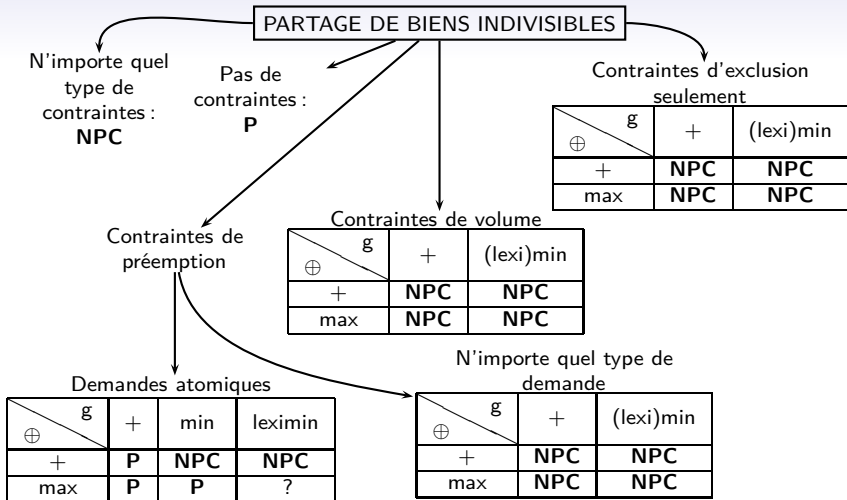 PARTAGE DE BIENS INDIVISIBLES
N'importe quel
type de
contraintes :
NPC
Pas de
contraintes :
P
Contraintes d'exclusion
seulement
g ⊕ + (lexi)min
+ NPC NPC
max NPC NPC
Contraintes de volume
g ⊕ + (lexi)min
+ NPC NPC
max NPC NPC
Contraintes de
préemption
Demandes atomiques
g ⊕ + min leximin
+ P NPC NPC
max P P ?
N'importe quel type de
demande
g ⊕ + (lexi)min
+ NPC NPC
max NPC NPC